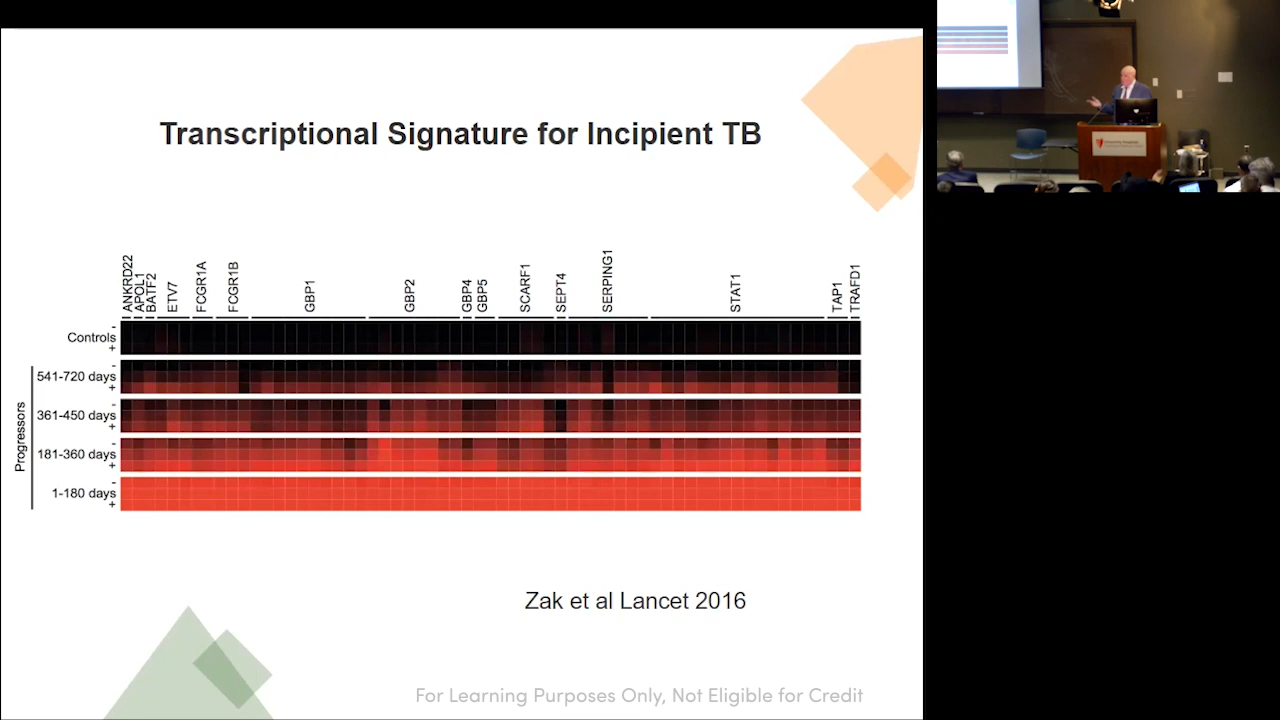 Transcriptional Signature for Incipient TB
ANKRD22
APOL1
BATF2
ETV7
FCGR1A
FCGR1B
GBP1
GBP2
GBP4
GBP5
SCARF1
SEPT4
SERPING1
STAT1
TAP1
TRAFD1
Controls
-
+
Progressors
541-720 days
-
+
361-450 days
-
+
181-360 days
-
+
1-180 days
-
+
Zak et al Lancet 2016
For Learning Purposes Only, Not Eligible for Credit